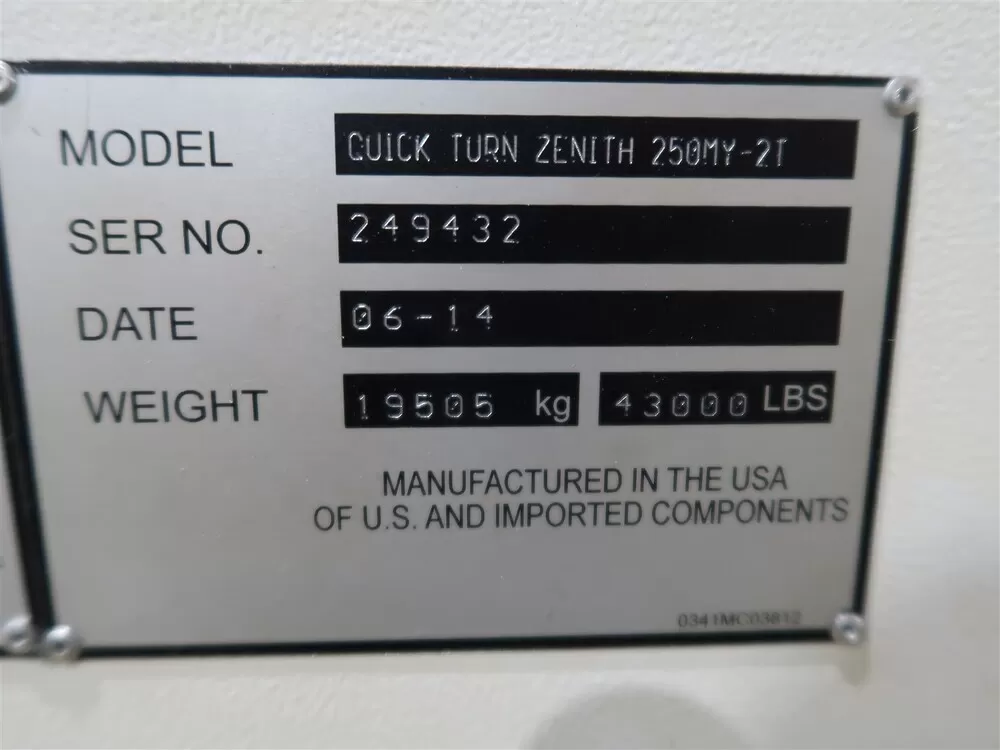 MODEL QUICK TURN ZENITH 250MY-2T
SER NO. 249432
DATE 06-14
WEIGHT 19505 kg 43000 LBS
MANUFACTURED IN THE USA
OF U.S. AND IMPORTED COMPONENTS
0341MC03812